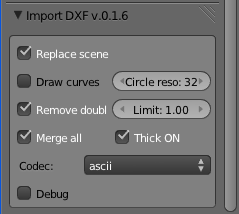 Import DXF v.0.1.6
Replace scene
Draw curves Circle reso: 32
Remove doubl Limit: 1.00
Merge all Thick ON
Codec: ascii
Debug